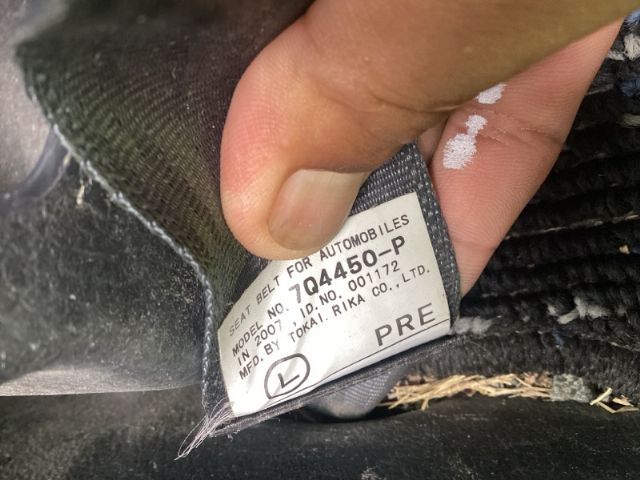 SEAT BELT FOR AUTOMOBILES
MODEL NO. 7Q4450-P
IN 2007 , ID.NO. 001172
MFD.BY TOKAI RIKA CO.,LTD.
L PRE